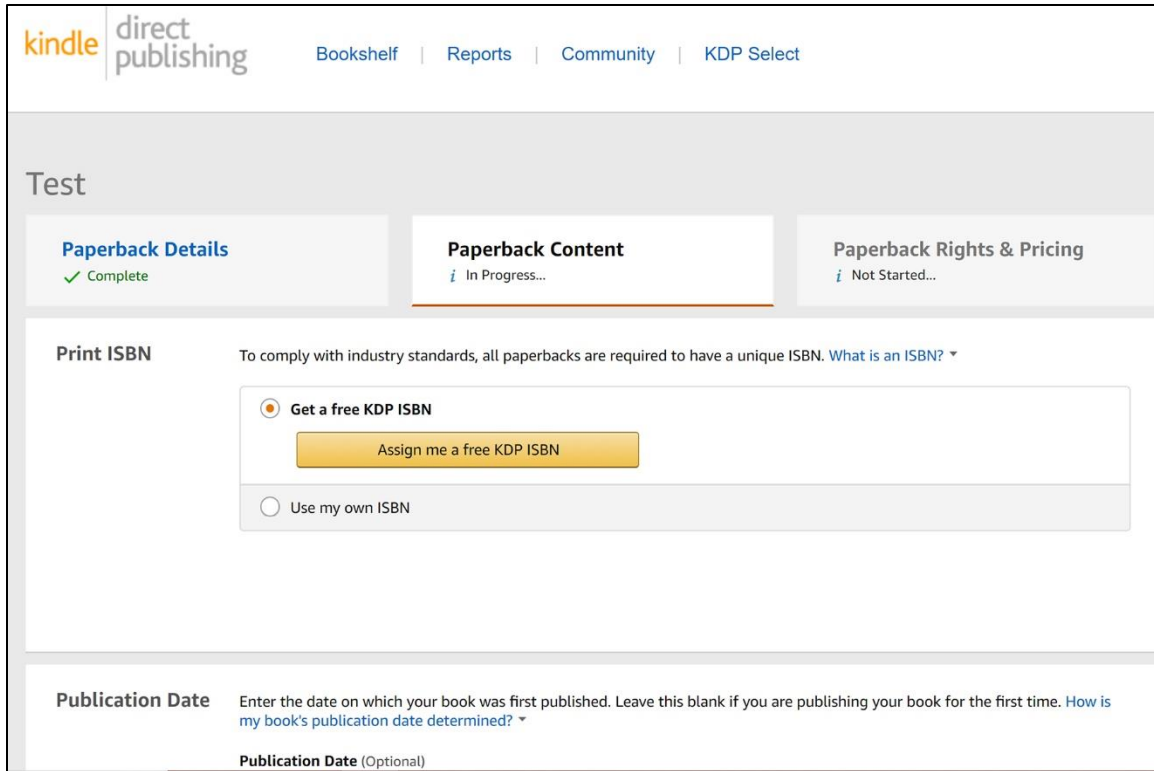 kindle direct publishing
Bookshelf | Reports | Community | KDP Select
Test
Paperback Details
Complete
Paperback Content
i In Progress...
Paperback Rights & Pricing
i Not Started...
Print ISBN
To comply with industry standards, all paperbacks are required to have a unique ISBN. What is an ISBN?
Get a free KDP ISBN
Assign me a free KDP ISBN
Use my own ISBN
Publication Date
Enter the date on which your book was first published. Leave this blank if you are publishing your book for the first time. How is
my book's publication date determined?
Publication Date (Optional)